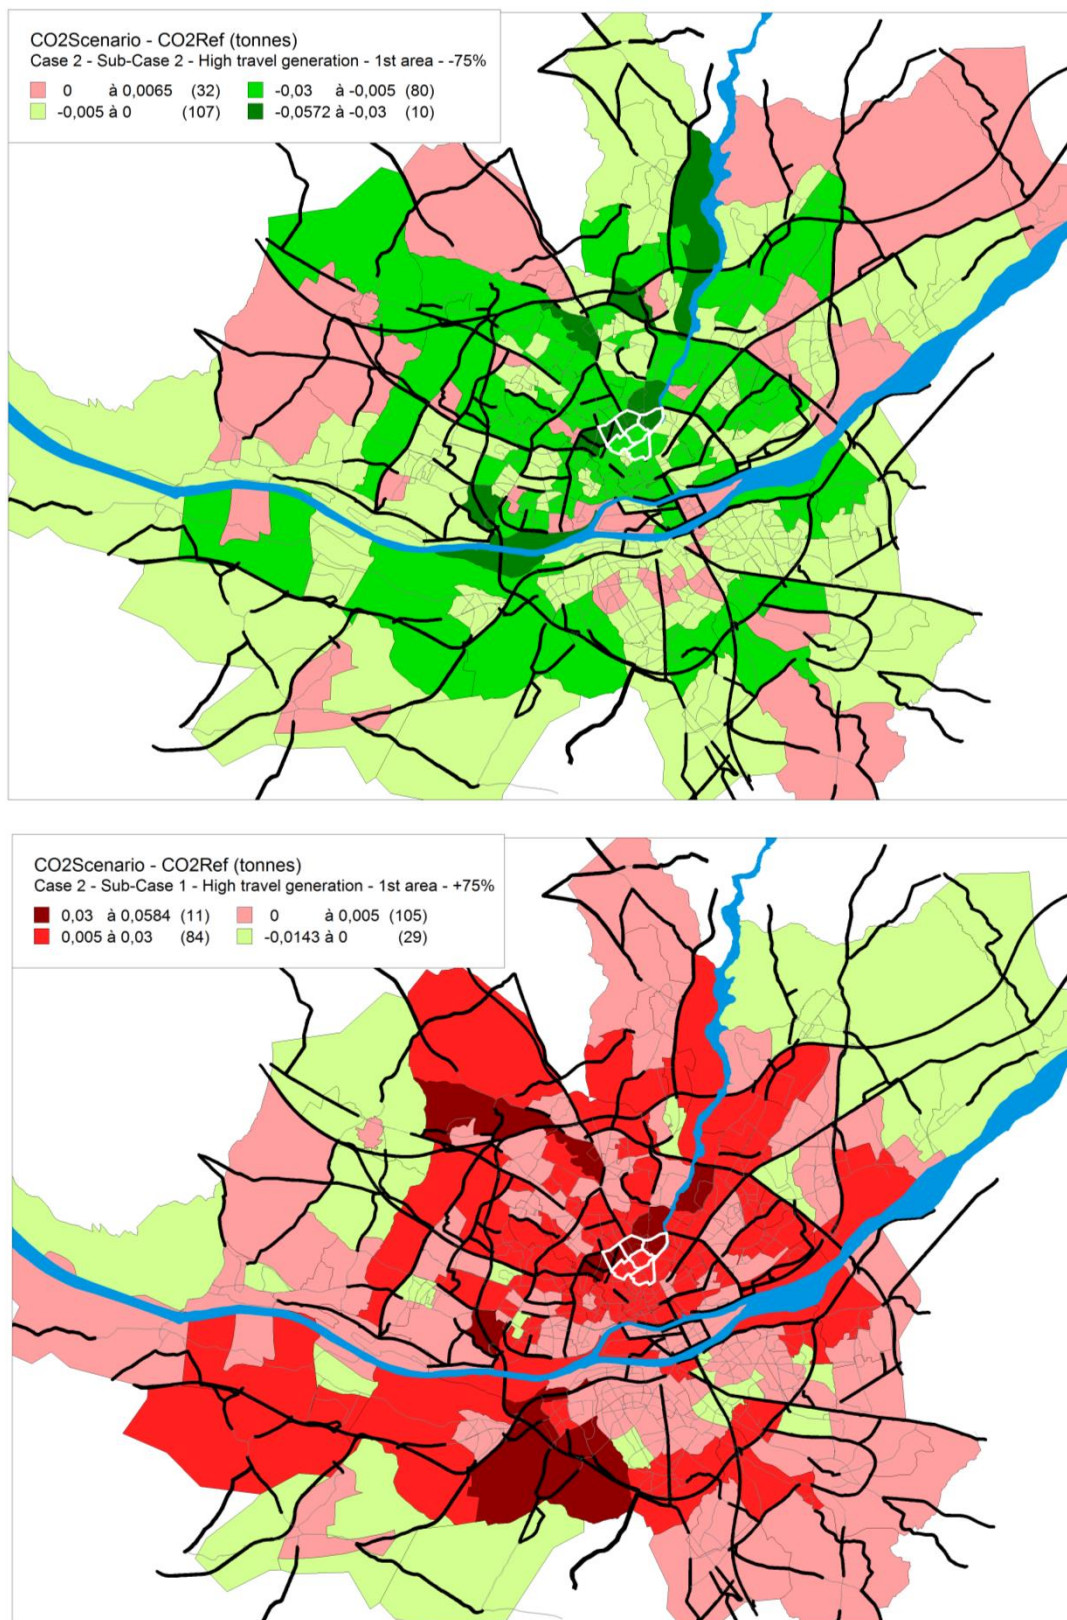 CO2Scenario - CO2Ref (tonnes)
Case 2 - Sub-Case 2 - High travel generation - 1st area - -75%
0 à 0,0065 (32) -0,03 à -0,005 (80)
-0,005 à 0 (107) -0,0572 à -0,03 (10)
CO2Scenario - CO2Ref (tonnes)
Case 2 - Sub-Case 1 - High travel generation - 1st area - +75%
0,03 à 0,0584 (11) 0 à 0,005 (105)
0,005 à 0,03 (84) -0,0143 à 0 (29)